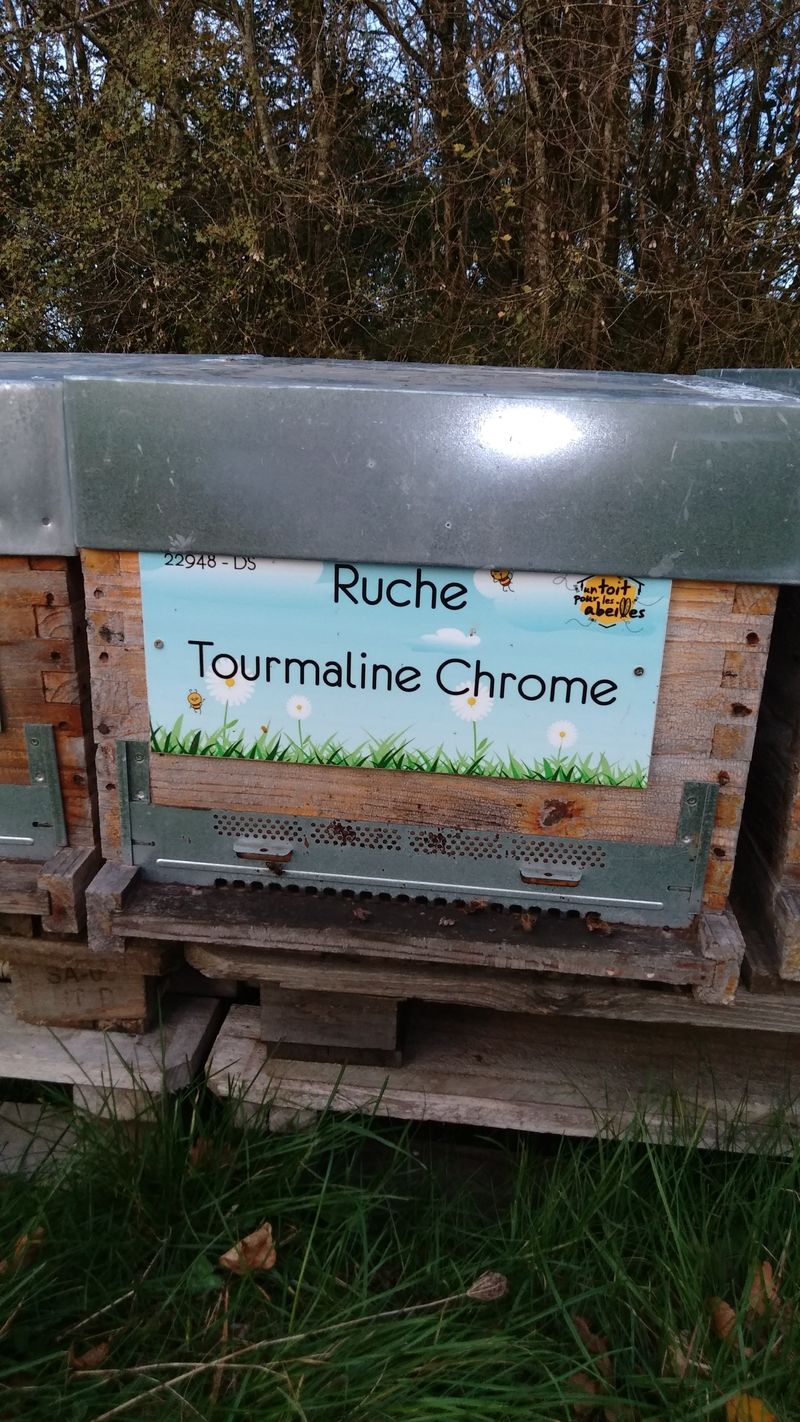 22948 - DS
Ruche
un toit
pour les
abeilles
Tourmaline Chrome